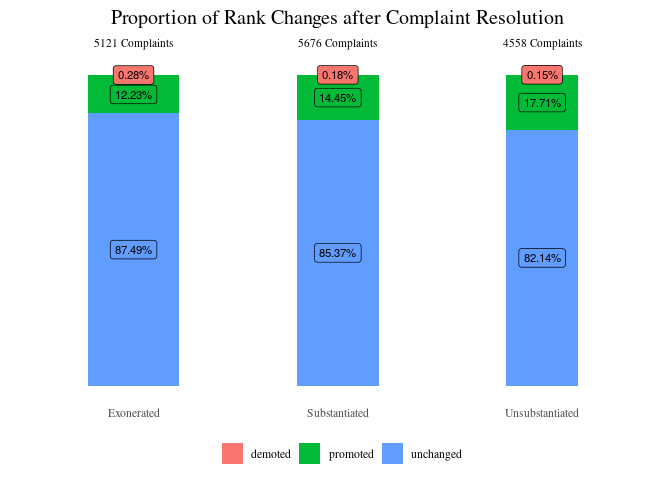 Proportion of Rank Changes after Complaint Resolution
5121 Complaints 5676 Complaints 4558 Complaints
0.28% 0.18% 0.15%
12.23% 14.45% 17.71%
87.49% 85.37% 82.14%
Exonerated Substantiated Unsubstantiated
demoted promoted unchanged